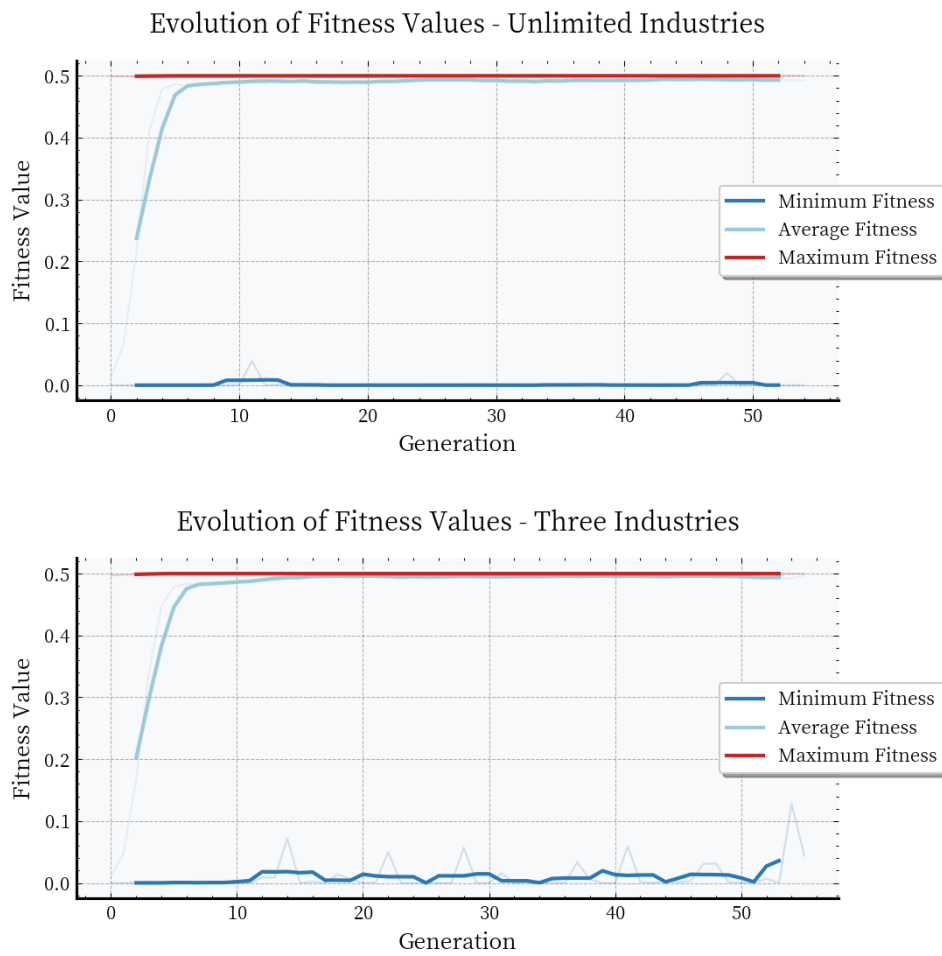 Evolution of Fitness Values - Unlimited Industries
0.5
0.4
0.3
0.2
0.1
0.0
Fitness Value
Minimum Fitness
Average Fitness
Maximum Fitness
0 10 20 30 40 50
Generation
Evolution of Fitness Values - Three Industries
0.5
0.4
0.3
0.2
0.1
0.0
Fitness Value
Minimum Fitness
Average Fitness
Maximum Fitness
0 10 20 30 40 50
Generation